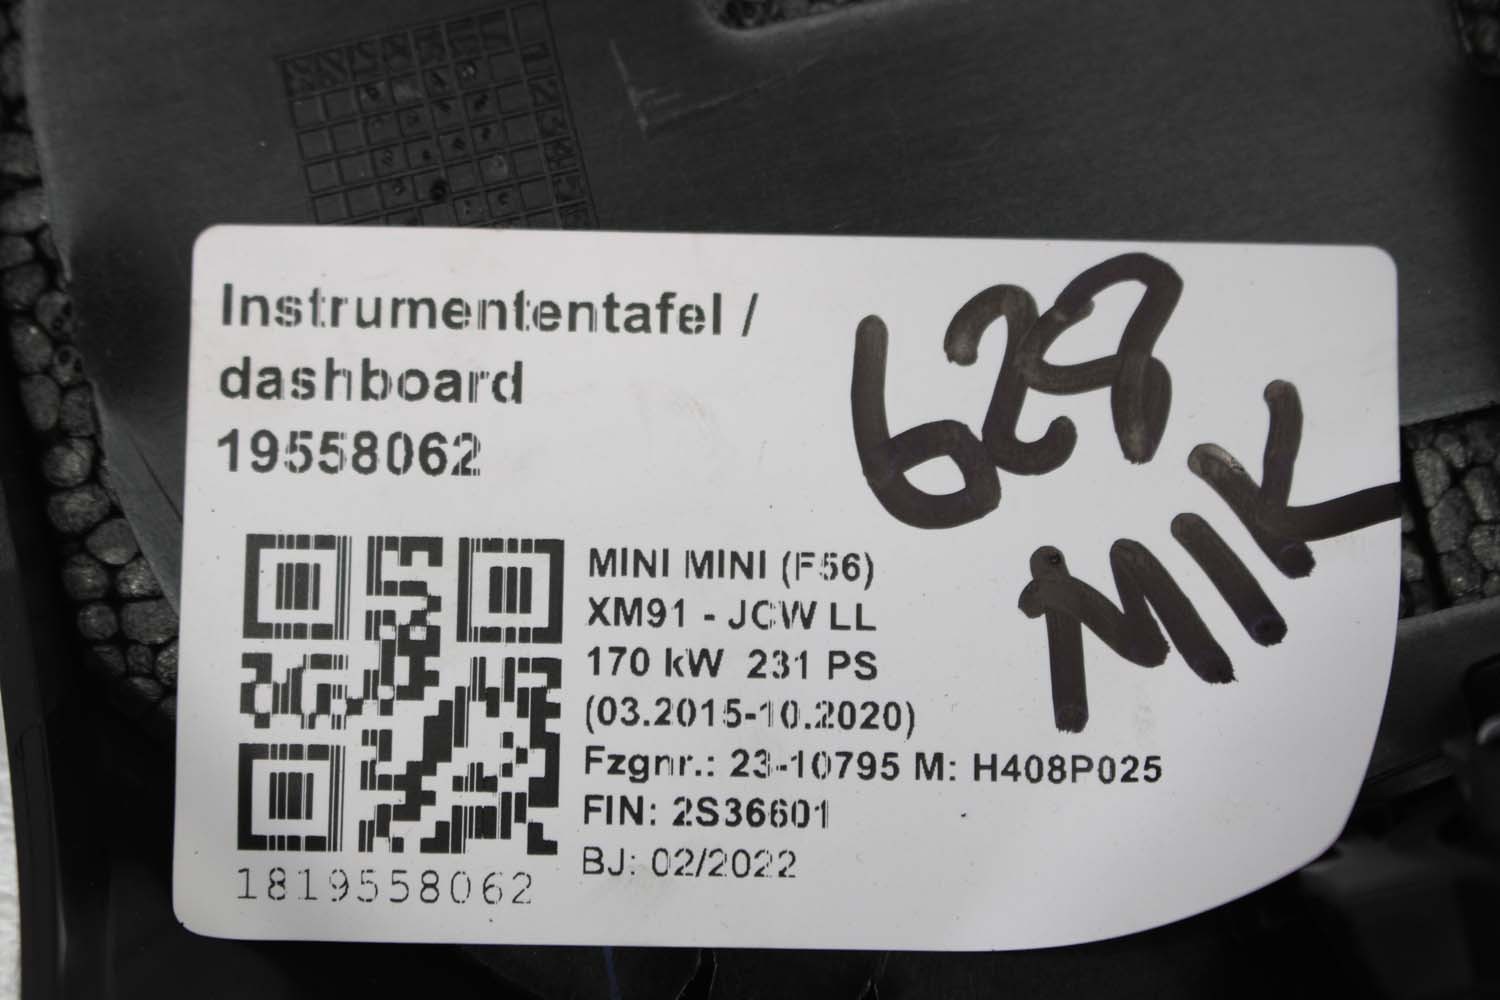 Instrumententafel /
dashboard
19558062
629
MIK
MINI MINI (F56)
XM91 - JCW LL
170 kW 231 PS
(03.2015-10.2020)
Fzgnr.: 23-10795 M: H408P025
FIN: 2S36601
BJ: 02/2022
1819558062